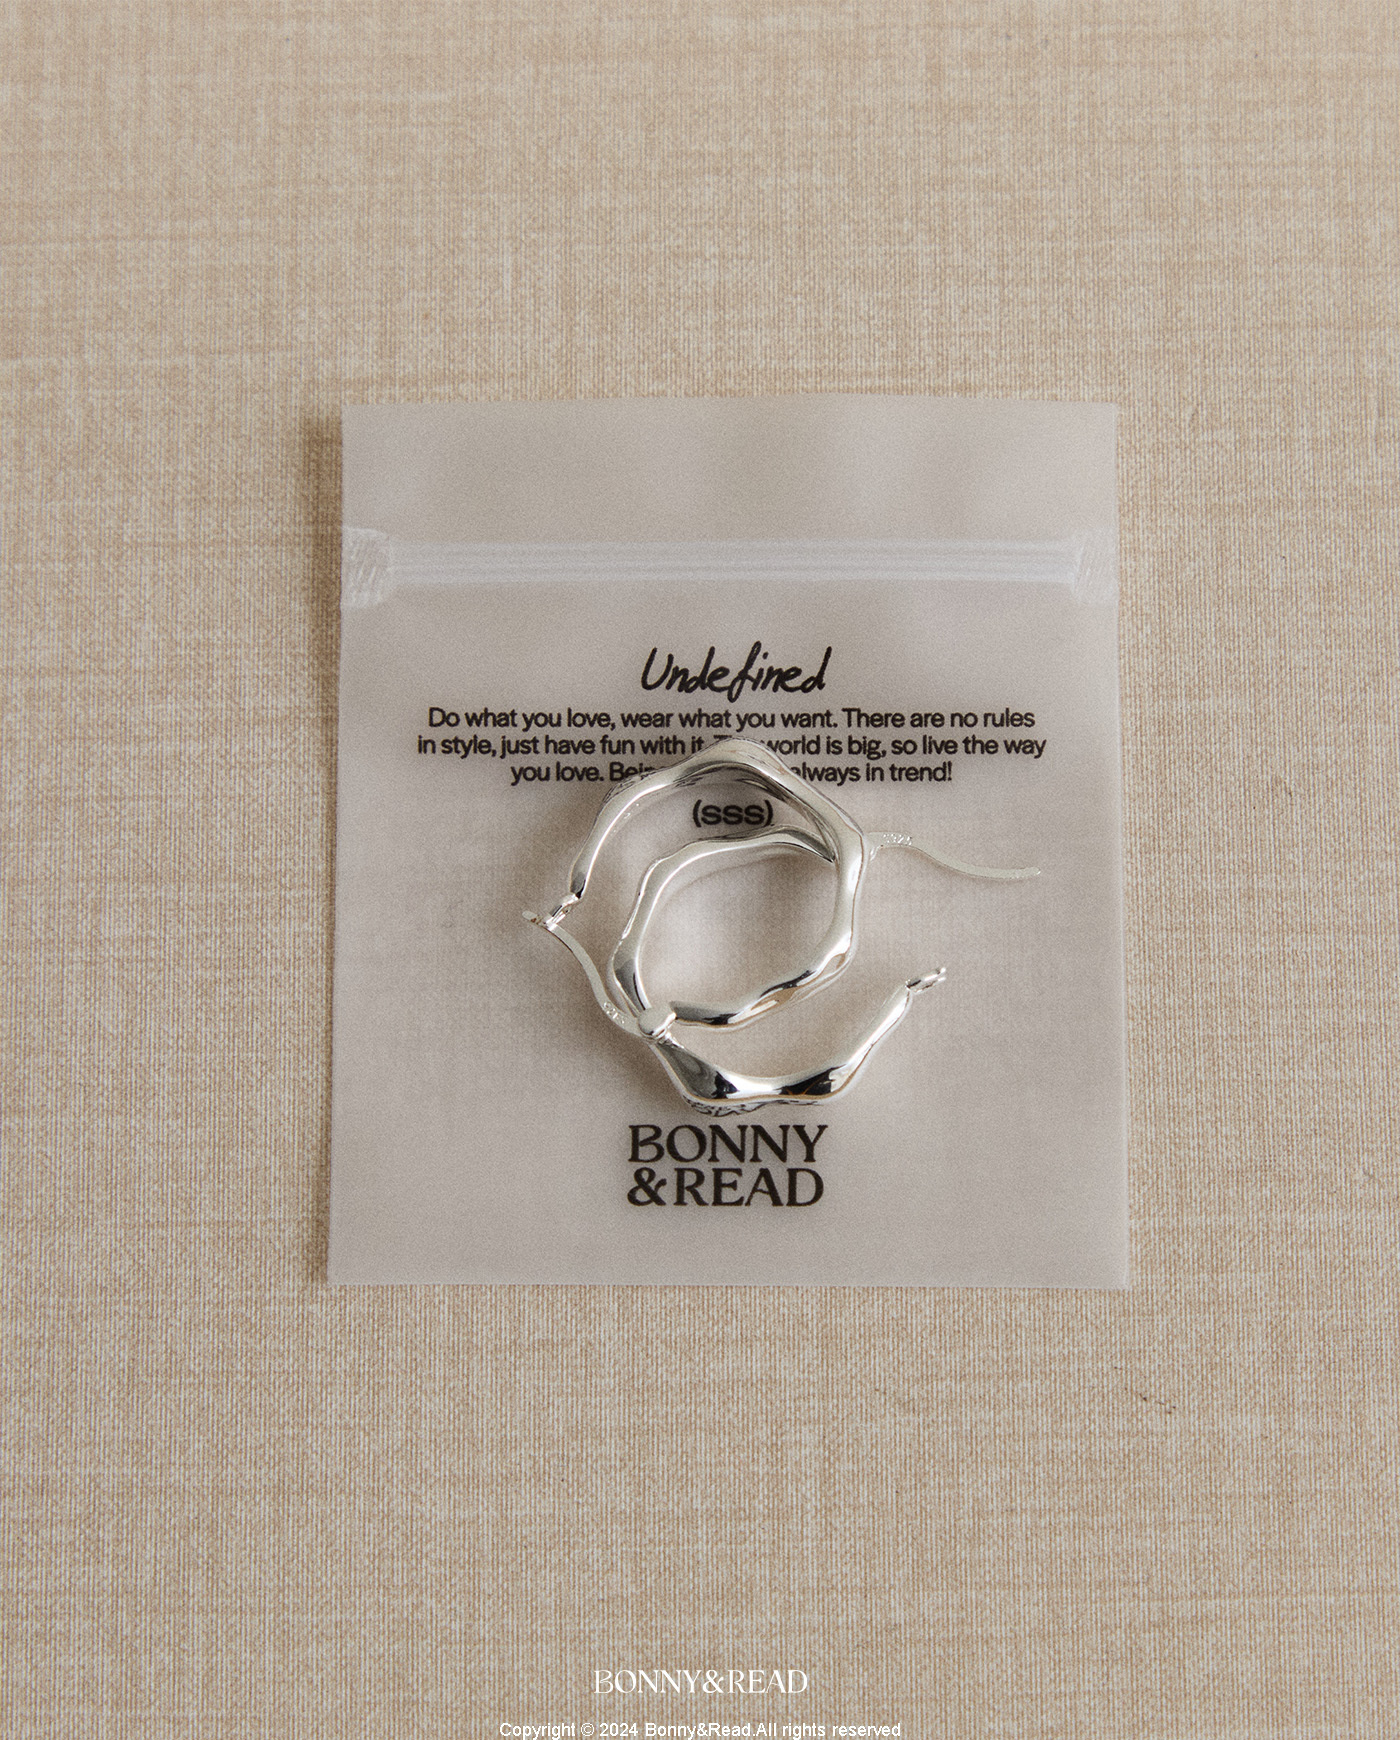 Undefined
Do what you love, wear what you want. There are no rules
in style, just have fun with it. The world is big, so live the way
you love. always in trend!
(sss)
BONNY
&READ
BONNY&READ
Copyright © 2024 Bonny&Read.All rights reserved